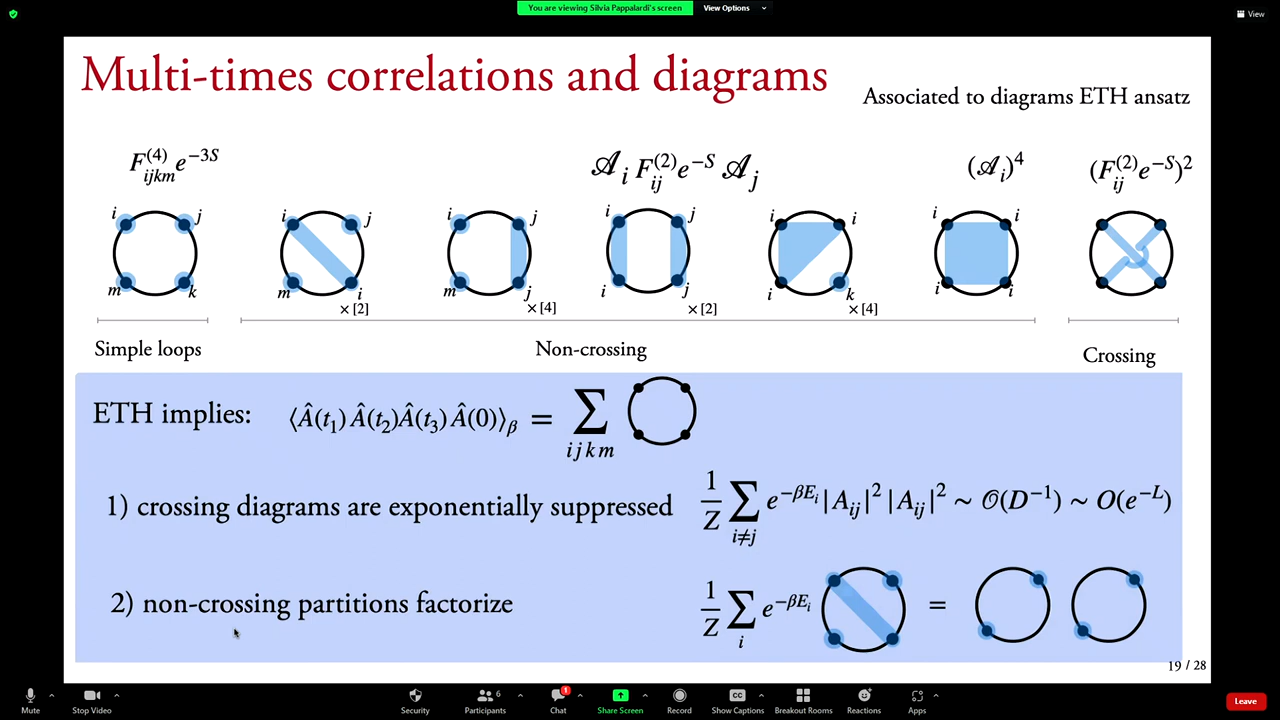 You are viewing Silvia Pappalardi's screen
View Options
View
Multi-times correlations and diagrams
Associated to diagrams ETH ansatz
F^{(4)}_{ijkm} e^{-3S}
𝒜_i F^{(2)}_{ij} e^{-S} 𝒜_j
(𝒜_i)^4
(F^{(2)}_{ij} e^{-S})^2
i j i j i j i j i i i i
m k m i m j i j i k i i
×[2] ×[4] ×[2] ×[4]
Simple loops
Non-crossing
Crossing
ETH implies: ⟨Â(t_1)Â(t_2)Â(t_3)Â(0)⟩_β = ∑_{ijkm}
1) crossing diagrams are exponentially suppressed
1/Z ∑_{i≠j} e^{-βE_i} |A_{ij}|^2 |A_{ij}|^2 ~ 𝒪(D^{-1}) ~ O(e^{-L})
2) non-crossing partitions factorize
1/Z ∑_i e^{-βE_i} =
19 / 28
6
1
Mute
Stop Video
Security
Participants
Chat
Share Screen
Record
Show Captions
Breakout Rooms
Reactions
Apps
Leave